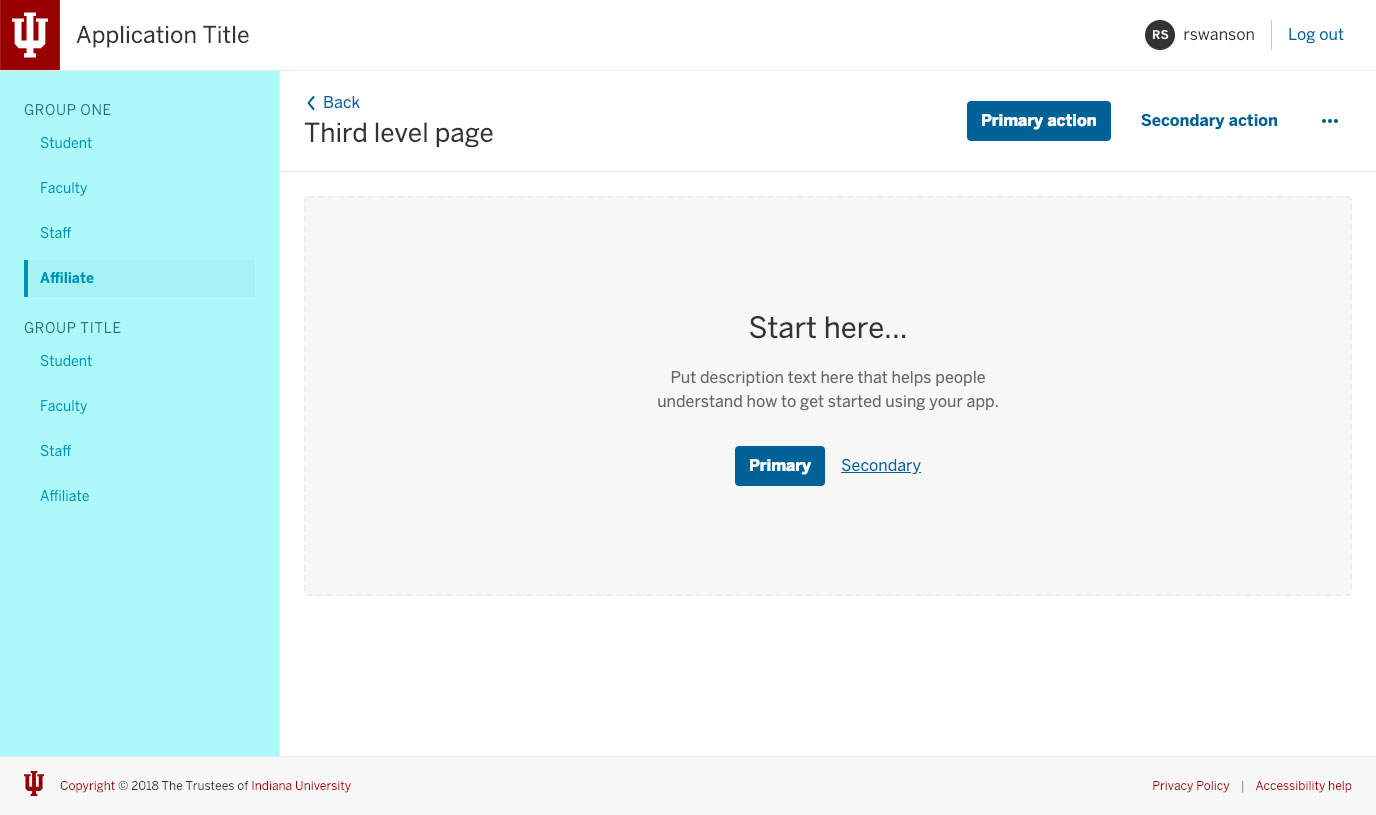 Application Title
RS rswanson Log out
GROUP ONE
Student
Faculty
Staff
Affiliate
GROUP TITLE
Student
Faculty
Staff
Affiliate
Back
Third level page
Primary action Secondary action ...
Start here...
Put description text here that helps people
understand how to get started using your app.
Primary Secondary
Copyright © 2018 The Trustees of Indiana University
Privacy Policy | Accessibility help